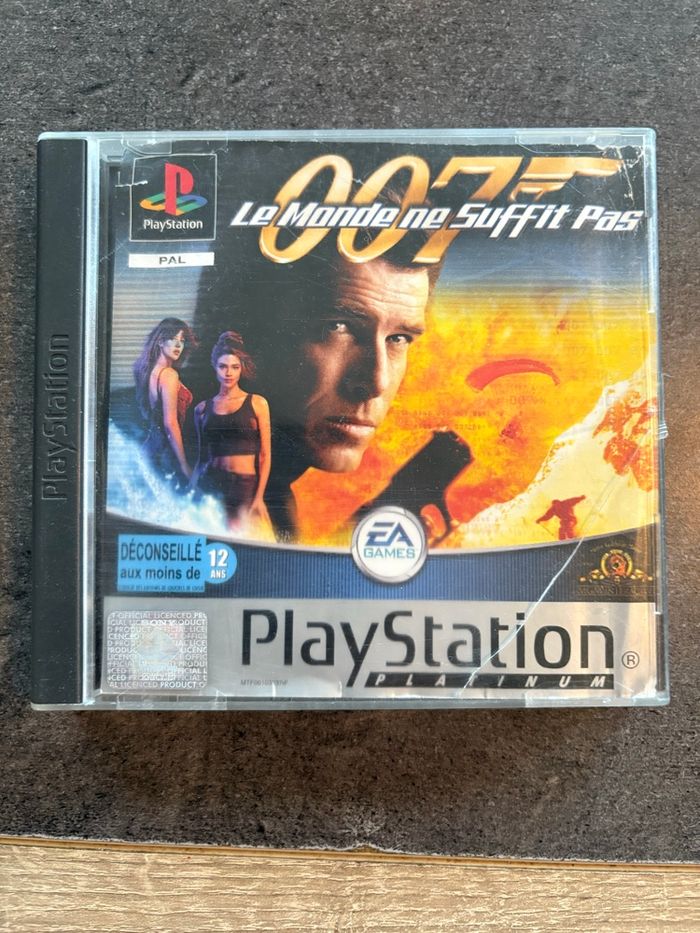 PlayStation
PAL
007
Le Monde ne Suffit Pas
PlayStation
EA
GAMES
DÉCONSEILLÉ
aux moins de
12
ANS
SONY
PlayStation®
PLATINUM